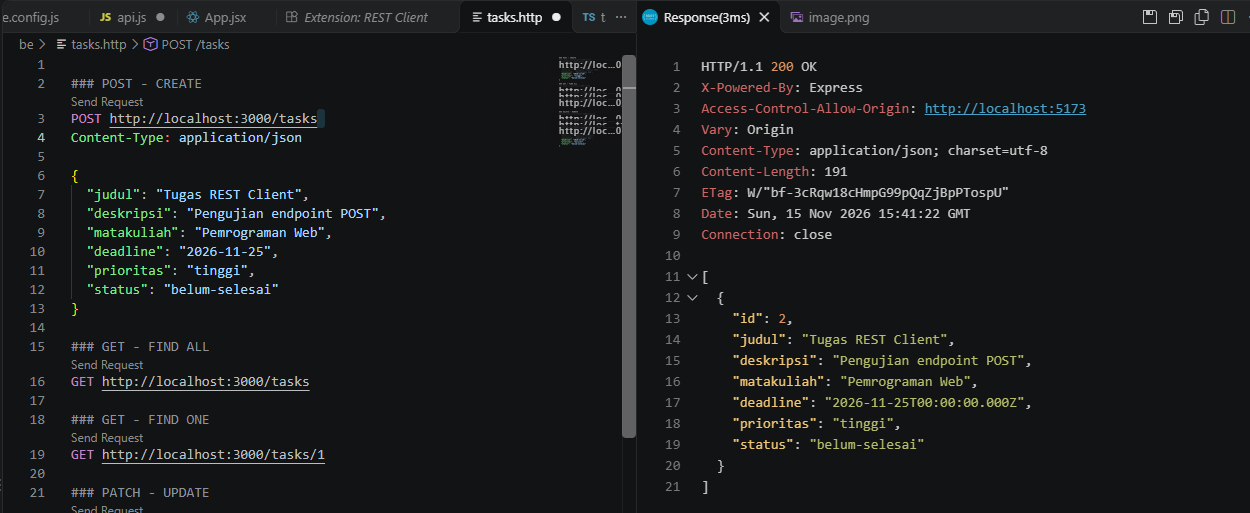 e.config.js JS api.js App.jsx Extension: REST Client tasks.http TS t ... Response(3ms) image.png
be > tasks.http > POST /tasks
1
2 ### POST - CREATE
Send Request
3 POST http://localhost:3000/tasks
4 Content-Type: application/json
5
6 {
7 "judul": "Tugas REST Client",
8 "deskripsi": "Pengujian endpoint POST",
9 "matakuliah": "Pemrograman Web",
10 "deadline": "2026-11-25",
11 "prioritas": "tinggi",
12 "status": "belum-selesai"
13 }
14
15 ### GET - FIND ALL
Send Request
16 GET http://localhost:3000/tasks
17
18 ### GET - FIND ONE
Send Request
19 GET http://localhost:3000/tasks/1
20
21 ### PATCH - UPDATE
Send Request
1 HTTP/1.1 200 OK
2 X-Powered-By: Express
3 Access-Control-Allow-Origin: http://localhost:5173
4 Vary: Origin
5 Content-Type: application/json; charset=utf-8
6 Content-Length: 191
7 ETag: W/"bf-3cRqw18cHmpG99pQqZjBpPTospU"
8 Date: Sun, 15 Nov 2026 15:41:22 GMT
9 Connection: close
10
11 [
12 {
13 "id": 2,
14 "judul": "Tugas REST Client",
15 "deskripsi": "Pengujian endpoint POST",
16 "matakuliah": "Pemrograman Web",
17 "deadline": "2026-11-25T00:00:00.000Z",
18 "prioritas": "tinggi",
19 "status": "belum-selesai"
20 }
21 ]